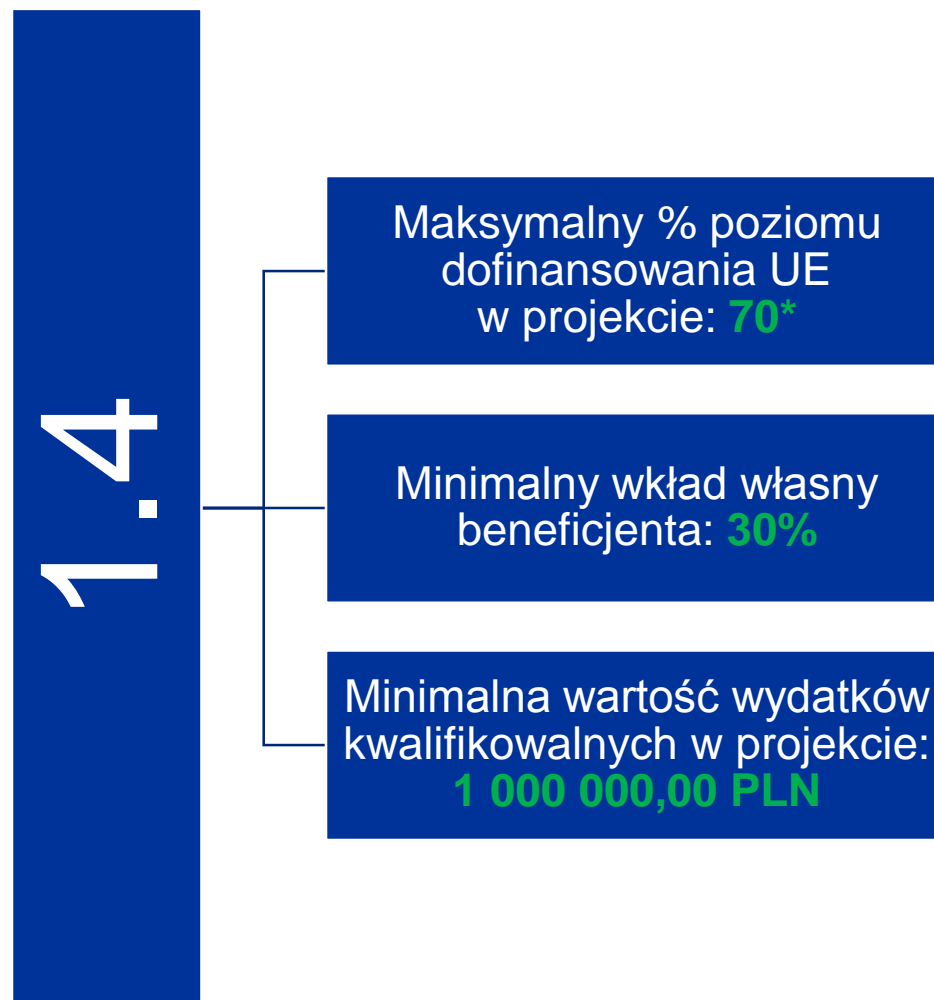 1.4
Maksymalny % poziomu
dofinansowania UE
w projekcie: 70*
Minimalny wkład własny
beneficjenta: 30%
Minimalna wartość wydatków
kwalifikowalnych w projekcie:
1 000 000,00 PLN